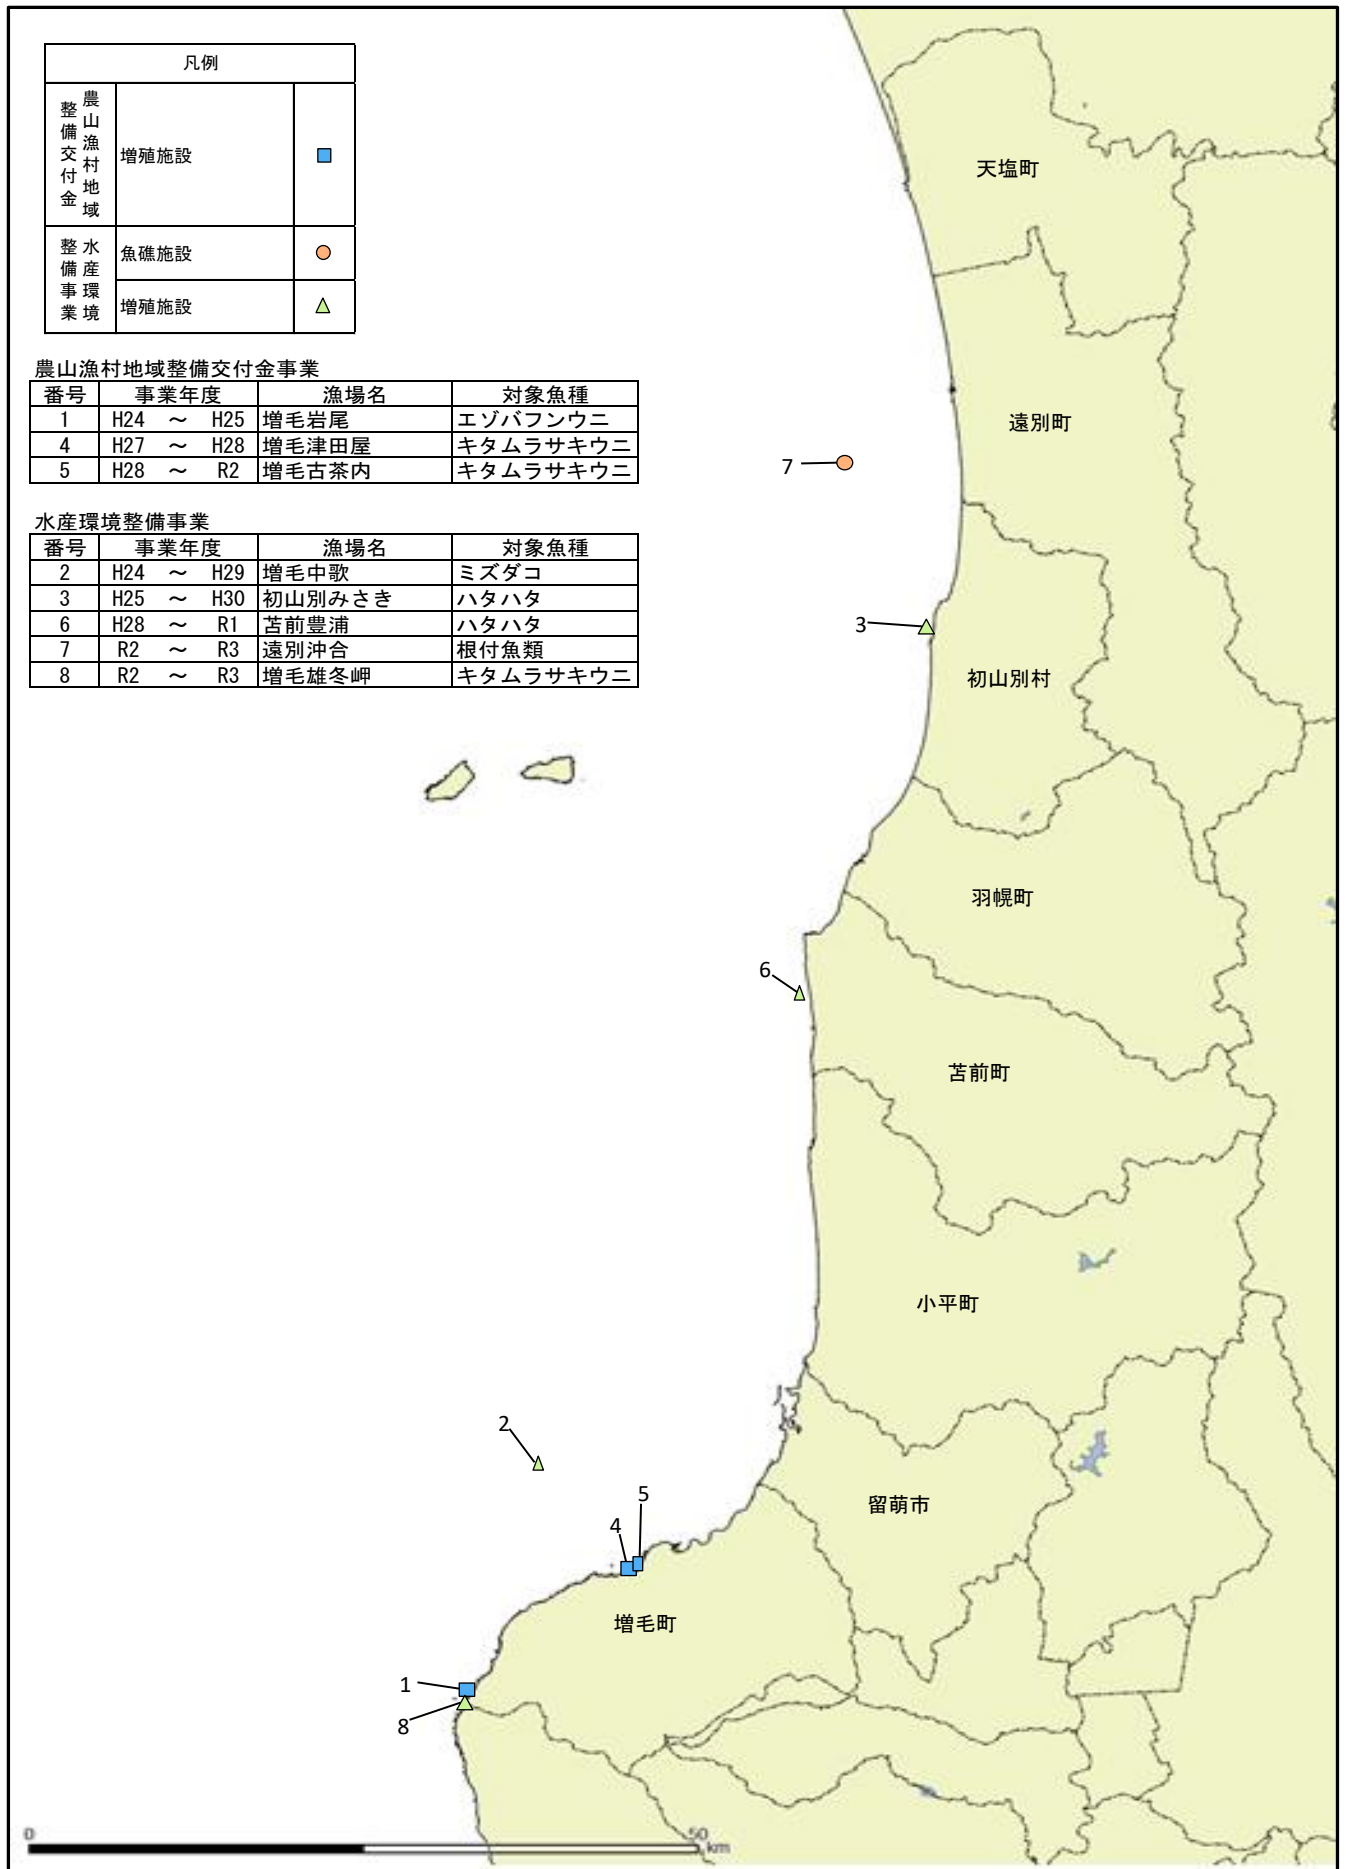 凡例
農山漁村地域整備交付金
増殖施設
水産環境整備事業
魚礁施設
増殖施設
農山漁村地域整備交付金事業
番号 事業年度 漁場名 対象魚種
1 H24 ～ H25 増毛岩尾 エゾバフンウニ
4 H27 ～ H28 増毛津田屋 キタムラサキウニ
5 H28 ～ R2 増毛古茶内 キタムラサキウニ
水産環境整備事業
番号 事業年度 漁場名 対象魚種
2 H24 ～ H29 増毛中歌 ミズダコ
3 H25 ～ H30 初山別みさき ハタハタ
6 H28 ～ R1 苫前豊浦 ハタハタ
7 R2 ～ R3 遠別沖合 根付魚類
8 R2 ～ R3 増毛雄冬岬 キタムラサキウニ
天塩町
遠別町
7
3
初山別村
羽幌町
6
苫前町
小平町
2
5
留萌市
4
増毛町
1
8
0
50
km